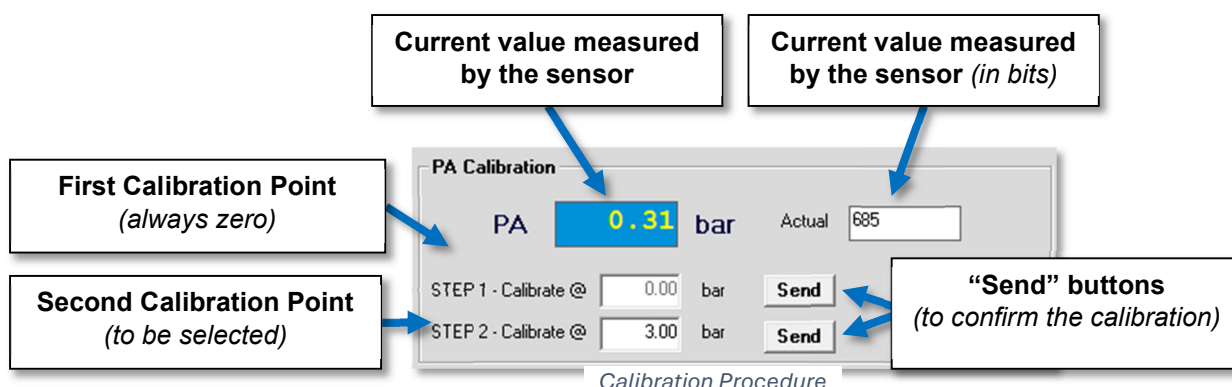 Current value measured
by the sensor
Current value measured
by the sensor (in bits)
First Calibration Point
(always zero)
PA Calibration
PA 0.31 bar Actual 685
Second Calibration Point
(to be selected)
STEP 1 - Calibrate @ 0.00 bar Send
STEP 2 - Calibrate @ 3.00 bar Send
“Send” buttons
(to confirm the calibration)
Calibration Procedure